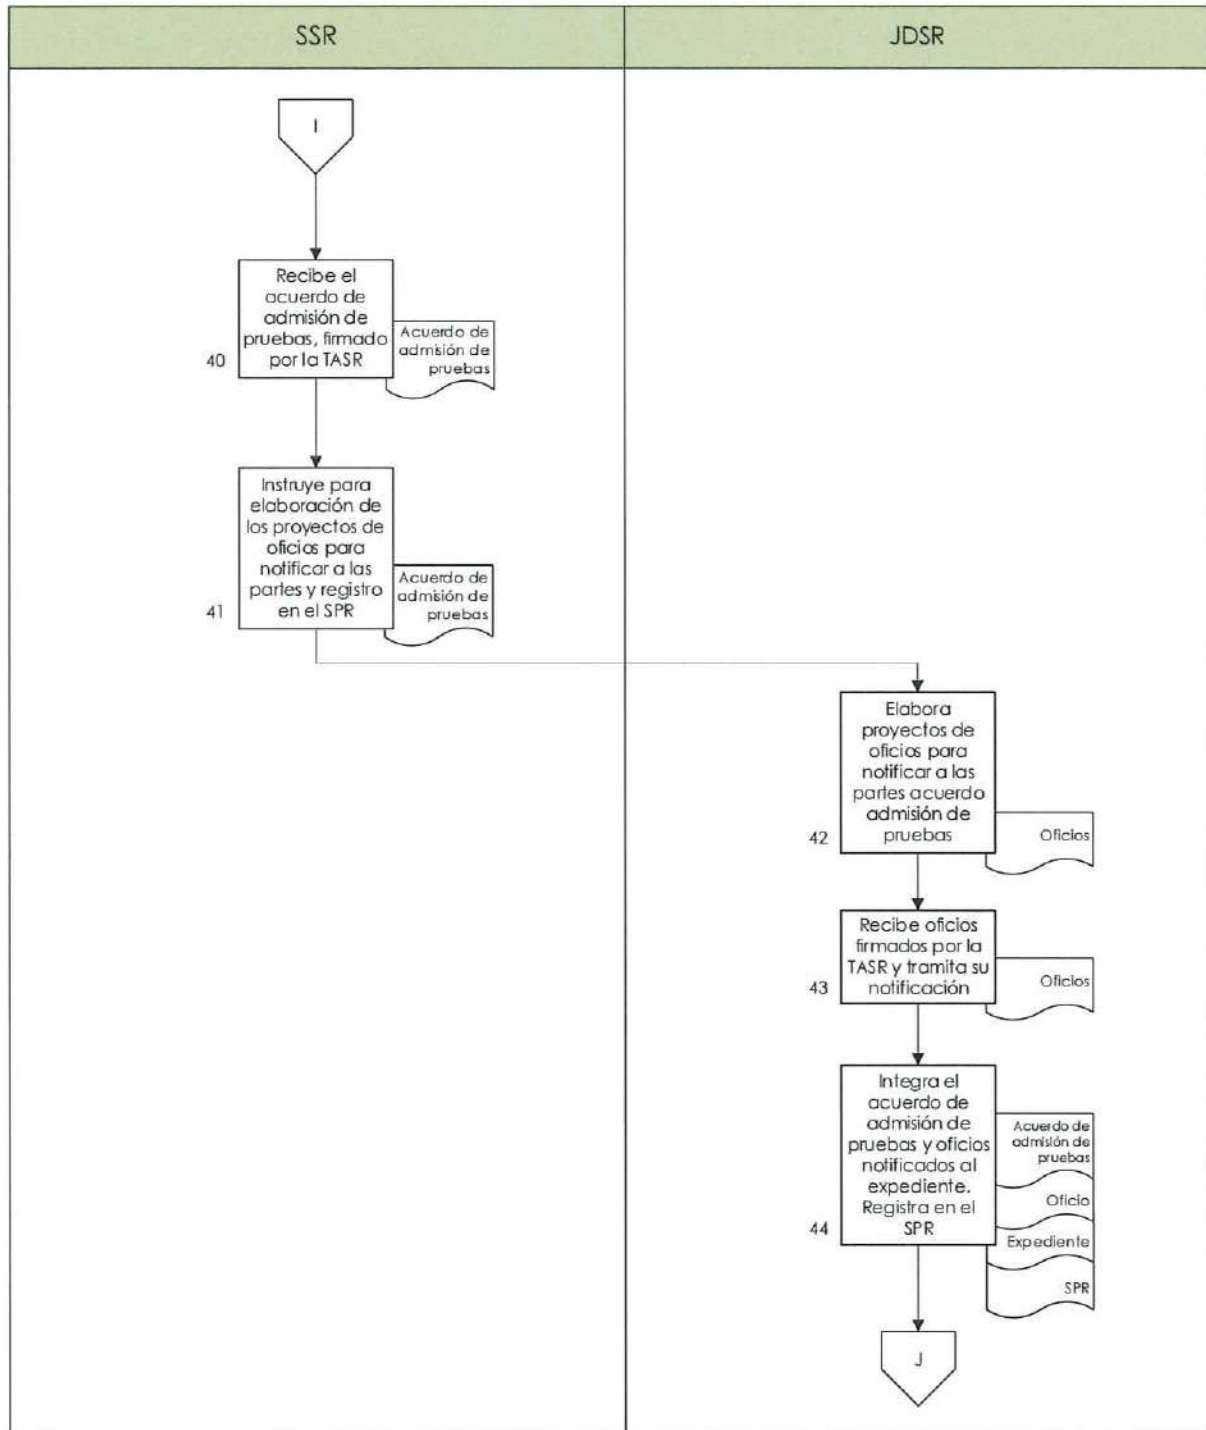 SSR
JDSR
I
Recibe el
acuerdo de
admisión de
pruebas, firmado
por la TASR
40
Acuerdo de
admisión de
pruebas
Instruye para
elaboración de
los proyectos de
oficios para
notificar a las
partes y registro
en el SPR
41
Acuerdo de
admisión de
pruebas
Elabora
proyectos de
oficios para
notificar a las
partes acuerdo
admisión de
pruebas
42
Oficios
Recibe oficios
firmados por la
TASR y tramita su
notificación
43
Oficios
Integra el
acuerdo de
admisión de
pruebas y oficios
notificados al
expediente.
Registra en el
SPR
44
Acuerdo de
admisión de
pruebas
Oficio
Expediente
SPR
J